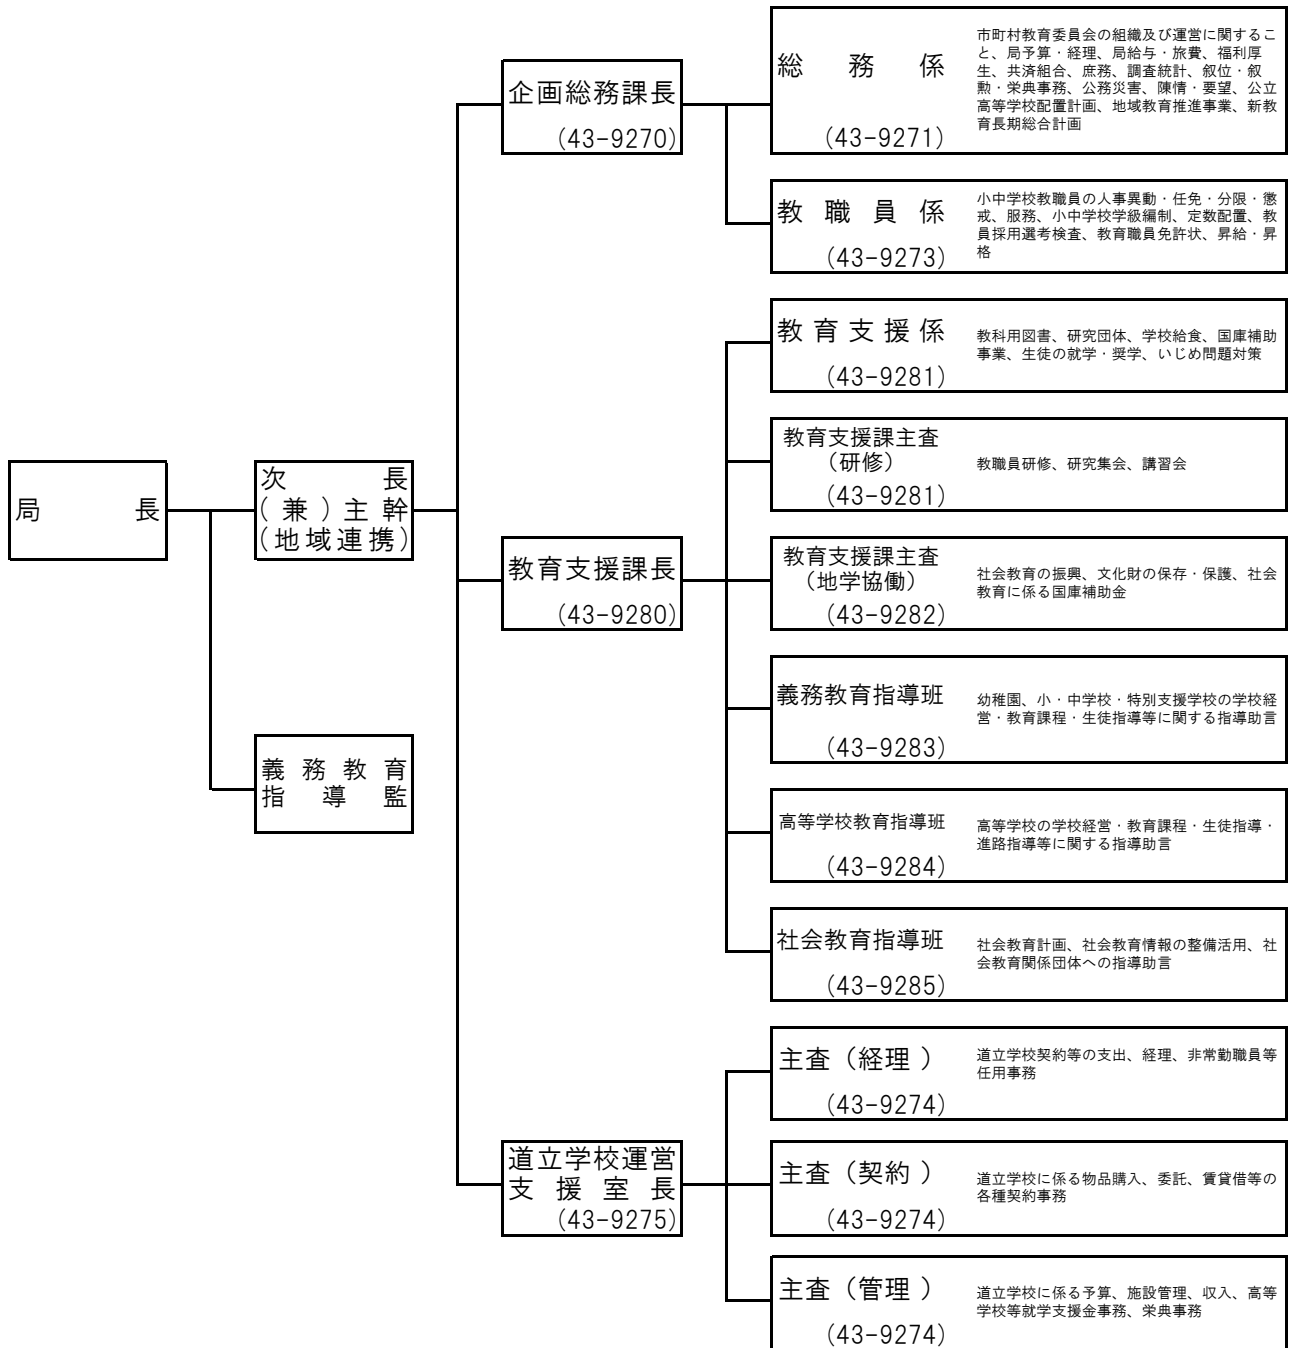 局　長
次　長
(兼)主幹
(地域連携)
義務教育
指導監
企画総務課長
(43-9270)
総務係
(43-9271)
市町村教育委員会の組織及び運営に関するこ
と、局予算・経理、局給与・旅費、福利厚
生、共済組合、庶務、調査統計、叙位・叙
勲・栄典事務、公務災害、陳情・要望、公立
高等学校配置計画、地域教育推進事業、新教
育長期総合計画
教職員係
(43-9273)
小中学校教職員の人事異動・任免・分限・懲
戒、服務、小中学校学級編制、定数配置、教
員採用選考検査、教育職員免許状、昇給・昇
格
教育支援課長
(43-9280)
教育支援係
(43-9281)
教科用図書、研究団体、学校給食、国庫補助
事業、生徒の就学・奨学、いじめ問題対策
教育支援課主査
（研修）
(43-9281)
教職員研修、研究集会、講習会
教育支援課主査
（地学協働）
(43-9282)
社会教育の振興、文化財の保存・保護、社会
教育に係る国庫補助金
義務教育指導班
(43-9283)
幼稚園、小・中学校・特別支援学校の学校経
営・教育課程・生徒指導等に関する指導助言
高等学校教育指導班
(43-9284)
高等学校の学校経営・教育課程・生徒指導・
進路指導等に関する指導助言
社会教育指導班
(43-9285)
社会教育計画、社会教育情報の整備活用、社
会教育関係団体への指導助言
道立学校運営
支援室長
(43-9275)
主査（経理）
(43-9274)
道立学校契約等の支出、経理、非常勤職員等
任用事務
主査（契約）
(43-9274)
道立学校に係る物品購入、委託、賃貸借等の
各種契約事務
主査（管理）
(43-9274)
道立学校に係る予算、施設管理、収入、高等
学校等就学支援金事務、栄典事務